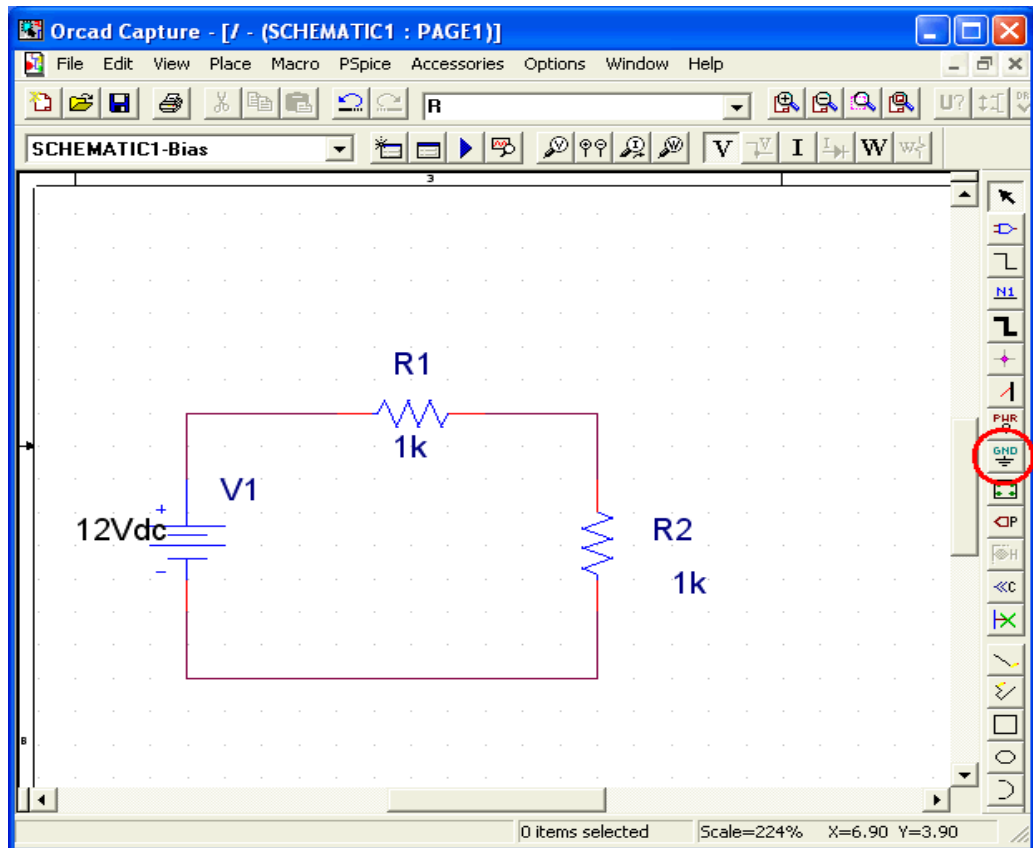 Orcad Capture - [/ - (SCHEMATIC1 : PAGE1)]
File Edit View Place Macro PSpice Accessories Options Window Help
R
U?
SCHEMATIC1-Bias
V I W
3
N1
R1
1k
PWR
GND
V1
+
12Vdc
-
R2
1k
P
H
<<C
B
0 items selected Scale=224% X=6.90 Y=3.90